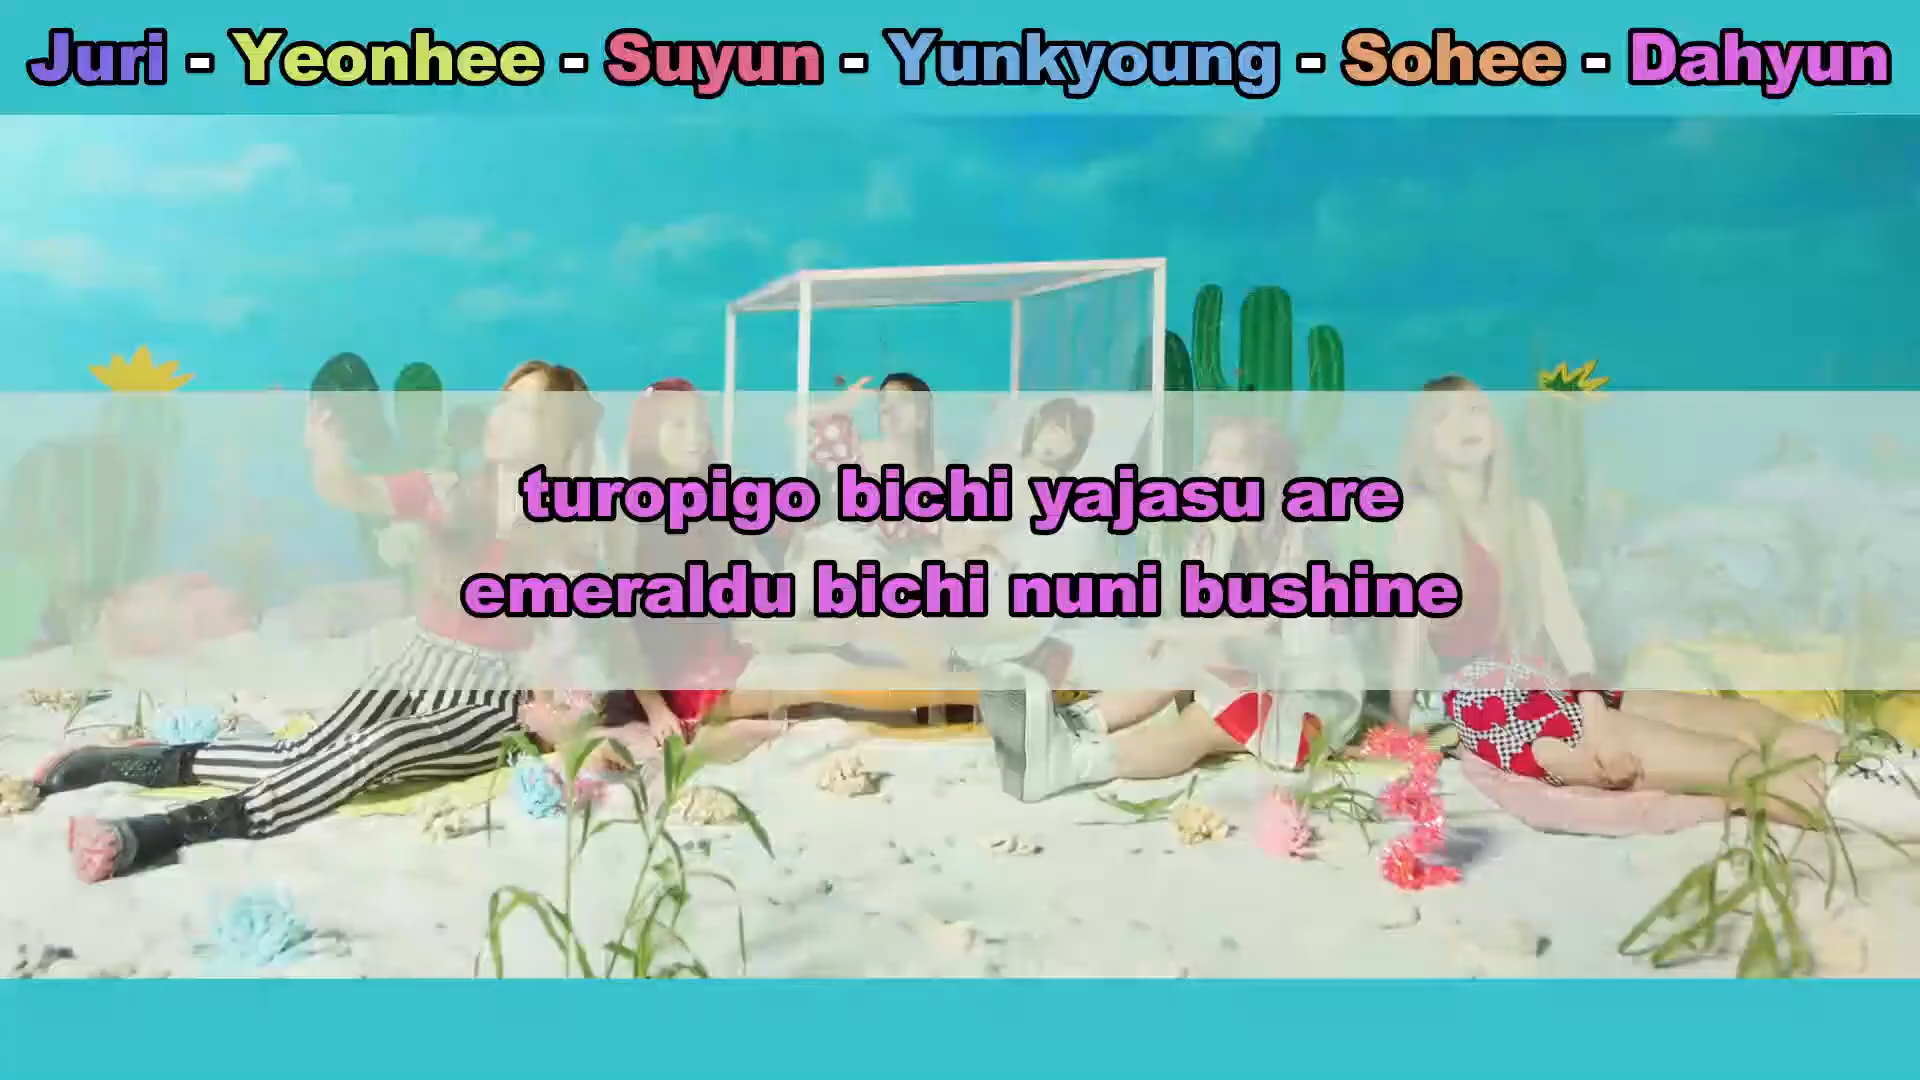 Juri - Yeonhee - Suyun - Yunkyoung - Sohee - Dahyun
turopigo bichi yajasu are
emeraldu bichi nuni bushine